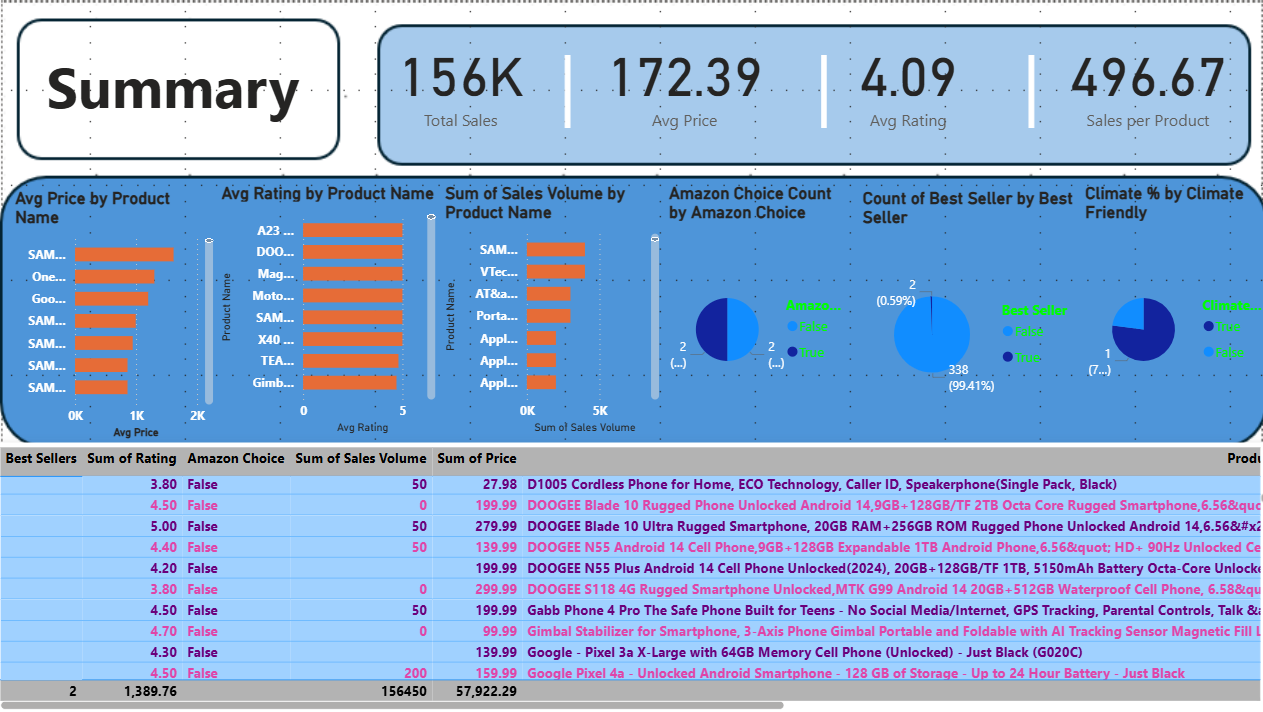 Summary
156K
Total Sales
172.39
Avg Price
4.09
Avg Rating
496.67
Sales per Product
Avg Price by Product
Name
SAM...
One...
Goo...
SAM...
SAM...
SAM...
SAM...
0K 1K 2K
Avg Price
Avg Rating by Product Name
Product Name
A23 ...
DOO...
Mag...
Moto...
SAM...
X40 ...
TEA...
Gimb...
0 5
Avg Rating
Sum of Sales Volume by
Product Name
Product Name
SAM...
VTec...
AT&a...
Porta...
Appl...
Appl...
Appl...
0K 5K
Sum of Sales Volume
Amazon Choice Count
by Amazon Choice
2
(...)
2
(...)
Amazo...
False
True
Count of Best Seller by Best
Seller
2
(0.59%)
338
(99.41%)
Best Seller
False
True
Climate % by Climate
Friendly
1
(7...)
Climate...
True
False
Best Sellers Sum of Rating Amazon Choice Sum of Sales Volume Sum of Price Produ
3.80 False 50 27.98 D1005 Cordless Phone for Home, ECO Technology, Caller ID, Speakerphone(Single Pack, Black)
4.50 False 0 199.99 DOOGEE Blade 10 Rugged Phone Unlocked Android 14,9GB+128GB/TF 2TB Octa Core Rugged Smartphone,6.56&quo
5.00 False 50 279.99 DOOGEE Blade 10 Ultra Rugged Smartphone, 20GB RAM+256GB ROM Rugged Phone Unlocked Android 14,6.56&#x2
4.40 False 50 139.99 DOOGEE N55 Android 14 Cell Phone,9GB+128GB Expandable 1TB Android Phone,6.56&quot; HD+ 90Hz Unlocked Ce
4.20 False 199.99 DOOGEE N55 Plus Android 14 Cell Phone Unlocked(2024), 20GB+128GB/TF 1TB, 5150mAh Battery Octa-Core Unlocke
3.80 False 0 299.99 DOOGEE S118 4G Rugged Smartphone Unlocked,MTK G99 Android 14 20GB+512GB Waterproof Cell Phone, 6.58&quo
4.50 False 50 199.99 Gabb Phone 4 Pro The Safe Phone Built for Teens - No Social Media/Internet, GPS Tracking, Parental Controls, Talk &a
4.70 False 0 99.99 Gimbal Stabilizer for Smartphone, 3-Axis Phone Gimbal Portable and Foldable with AI Tracking Sensor Magnetic Fill L
4.30 False 139.99 Google - Pixel 3a X-Large with 64GB Memory Cell Phone (Unlocked) - Just Black (G020C)
4.50 False 200 159.99 Google Pixel 4a - Unlocked Android Smartphone - 128 GB of Storage - Up to 24 Hour Battery - Just Black
2 1,389.76 156450 57,922.29